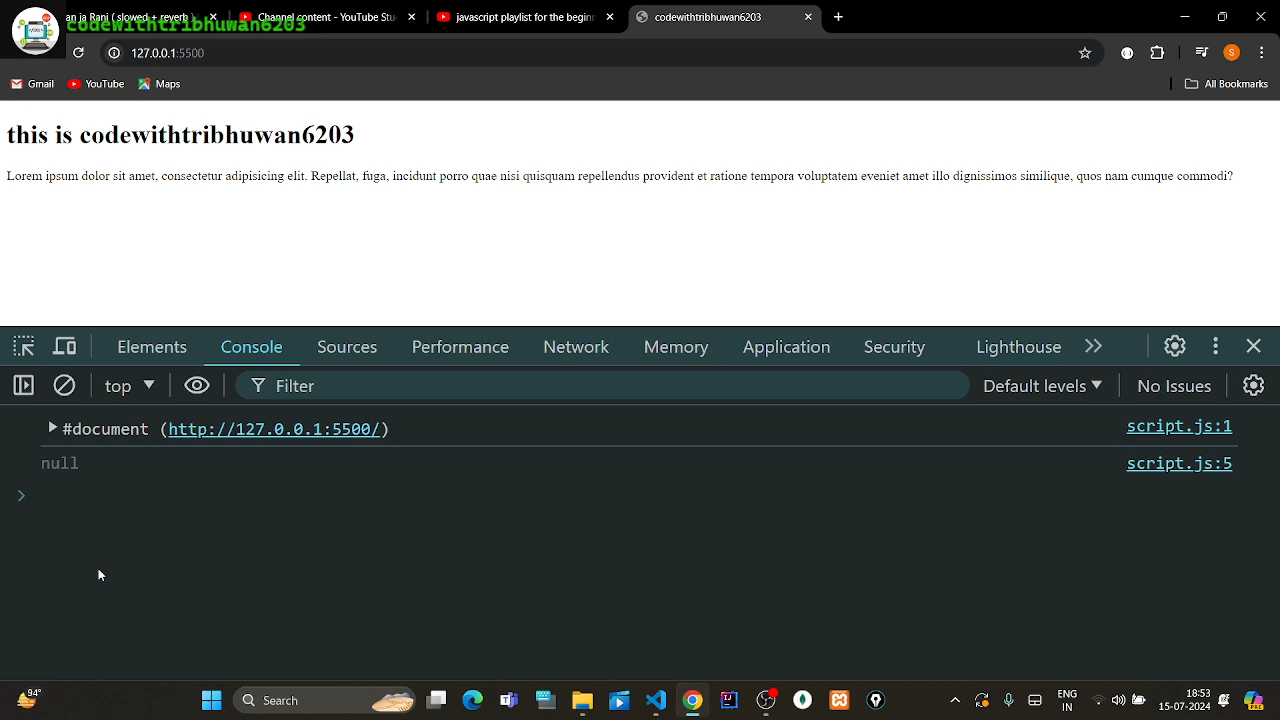 an ja Rani ( slowed + reverb )
Channel content - YouTube Stu
javascript playlist for the beginn
codewithtribhuwan6203
codewithtribhuwan6203
127.0.0.1:5500
Gmail
YouTube
Maps
All Bookmarks
this is codewithtribhuwan6203
Lorem ipsum dolor sit amet, consectetur adipisicing elit. Repellat, fuga, incidunt porro quae nisi quisquam repellendus provident et ratione tempora voluptatem eveniet amet illo dignissimos similique, quos nam cumque commodi?
Elements Console Sources Performance Network Memory Application Security Lighthouse
top Filter Default levels No Issues
#document (http://127.0.0.1:5500/) script.js:1
null script.js:5
94°
Search
ENG
IN
18:53
15-07-2024